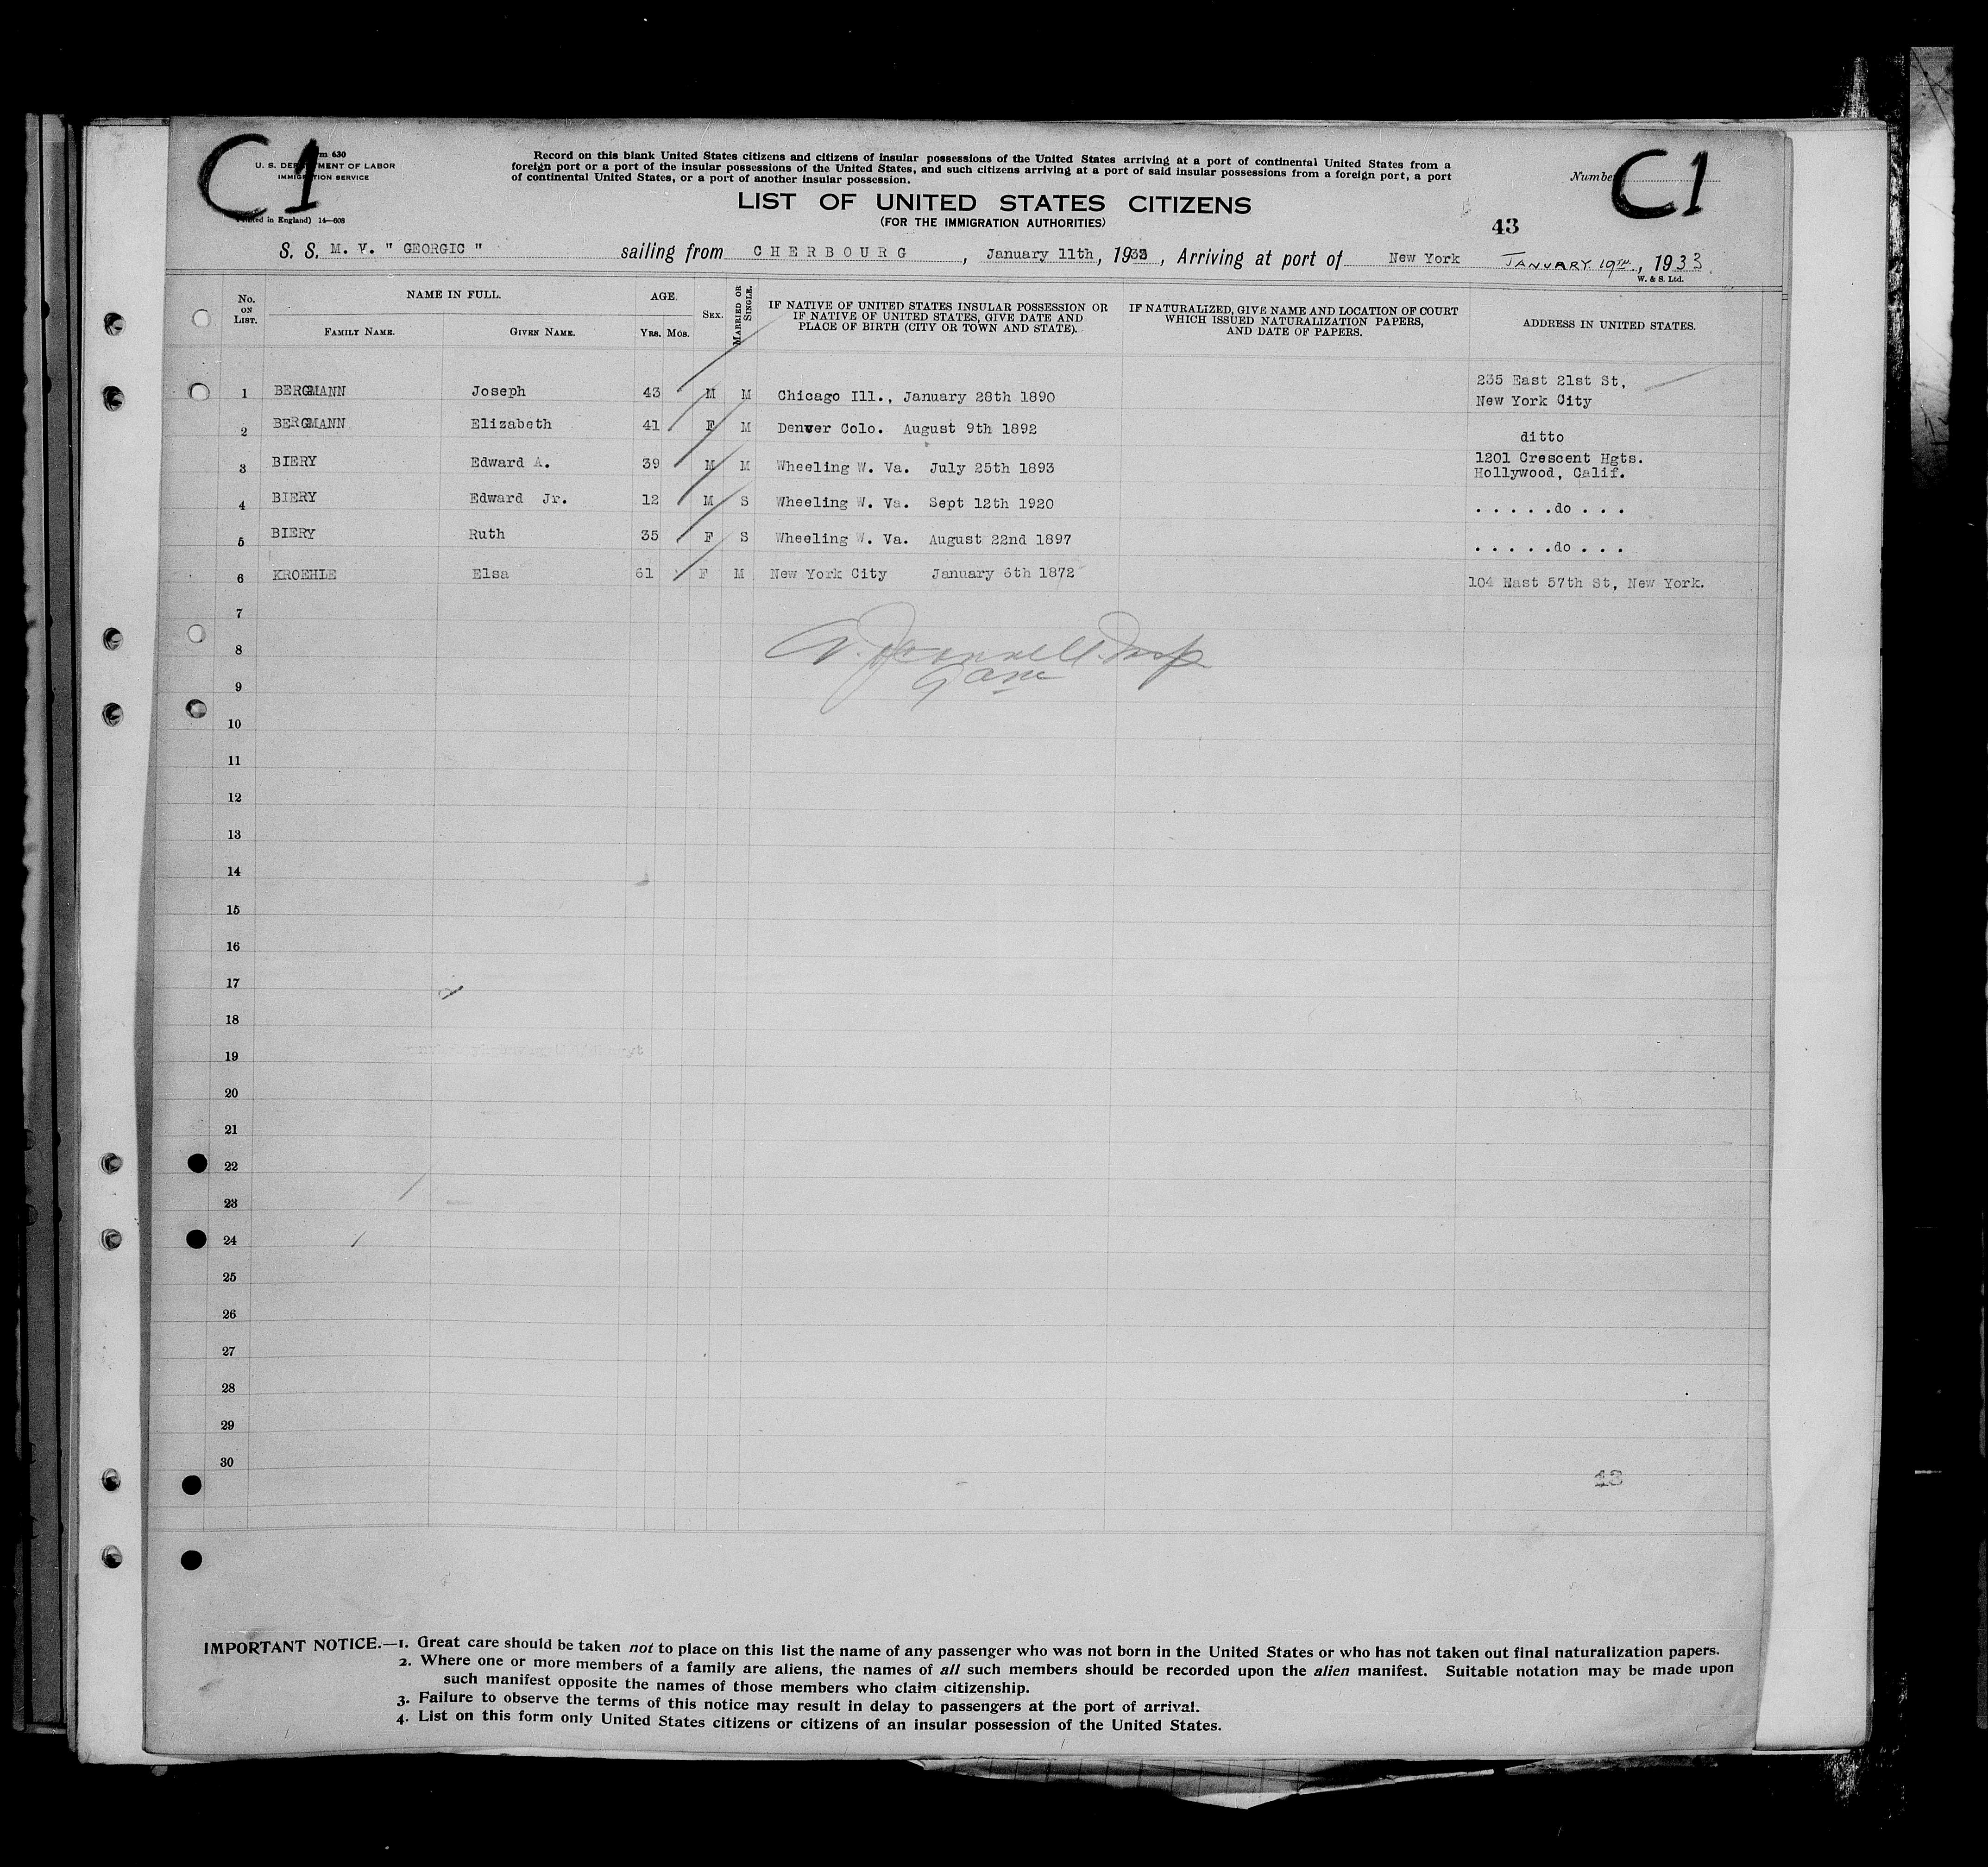 C1
Form 630
U. S. DEPARTMENT OF LABOR
IMMIGRATION SERVICE
(Printed in England) 14—608
Record on this blank United States citizens and citizens of insular possessions of the United States arriving at a port of continental United States from a
foreign port or a port of the insular possessions of the United States, and such citizens arriving at a port of said insular possessions from a foreign port, a port
of continental United States, or a port of another insular possession.
Number
C1
LIST OF UNITED STATES CITIZENS
(FOR THE IMMIGRATION AUTHORITIES)
43
S. S. M. V. " GEORGIC " sailing from CHERBOURG, January 11th, 1933, Arriving at port of New York JANUARY 19TH, 1933.
W. & S. Ltd.
No. ON LIST. NAME IN FULL. FAMILY NAME. GIVEN NAME. AGE. YRS. MOS. SEX. MARRIED OR SINGLE. IF NATIVE OF UNITED STATES INSULAR POSSESSION OR IF NATIVE OF UNITED STATES, GIVE DATE AND PLACE OF BIRTH (CITY OR TOWN AND STATE). IF NATURALIZED, GIVE NAME AND LOCATION OF COURT WHICH ISSUED NATURALIZATION PAPERS, AND DATE OF PAPERS. ADDRESS IN UNITED STATES.
1 BERGMANN Joseph 43 M M Chicago Ill., January 28th 1890 235 East 21st St, New York City
2 BERGMANN Elizabeth 41 F M Denver Colo. August 9th 1892 ditto
3 BIERY Edward A. 39 M M Wheeling W. Va. July 25th 1893 1201 Crescent Hgts. Hollywood, Calif.
4 BIERY Edward Jr. 12 M S Wheeling W. Va. Sept 12th 1920 . . . . .do . . .
5 BIERY Ruth 35 F S Wheeling W. Va. August 22nd 1897 . . . . .do . . .
6 KROEHLE Elsa 61 F M New York City January 6th 1872 104 East 57th St, New York.
7
8
9
10
11
12
13
14
15
16
17
18
19
20
21
22
23
24
25
26
27
28
29
30
13
IMPORTANT NOTICE.—1. Great care should be taken not to place on this list the name of any passenger who was not born in the United States or who has not taken out final naturalization papers.
2. Where one or more members of a family are aliens, the names of all such members should be recorded upon the alien manifest. Suitable notation may be made upon
such manifest opposite the names of those members who claim citizenship.
3. Failure to observe the terms of this notice may result in delay to passengers at the port of arrival.
4. List on this form only United States citizens or citizens of an insular possession of the United States.